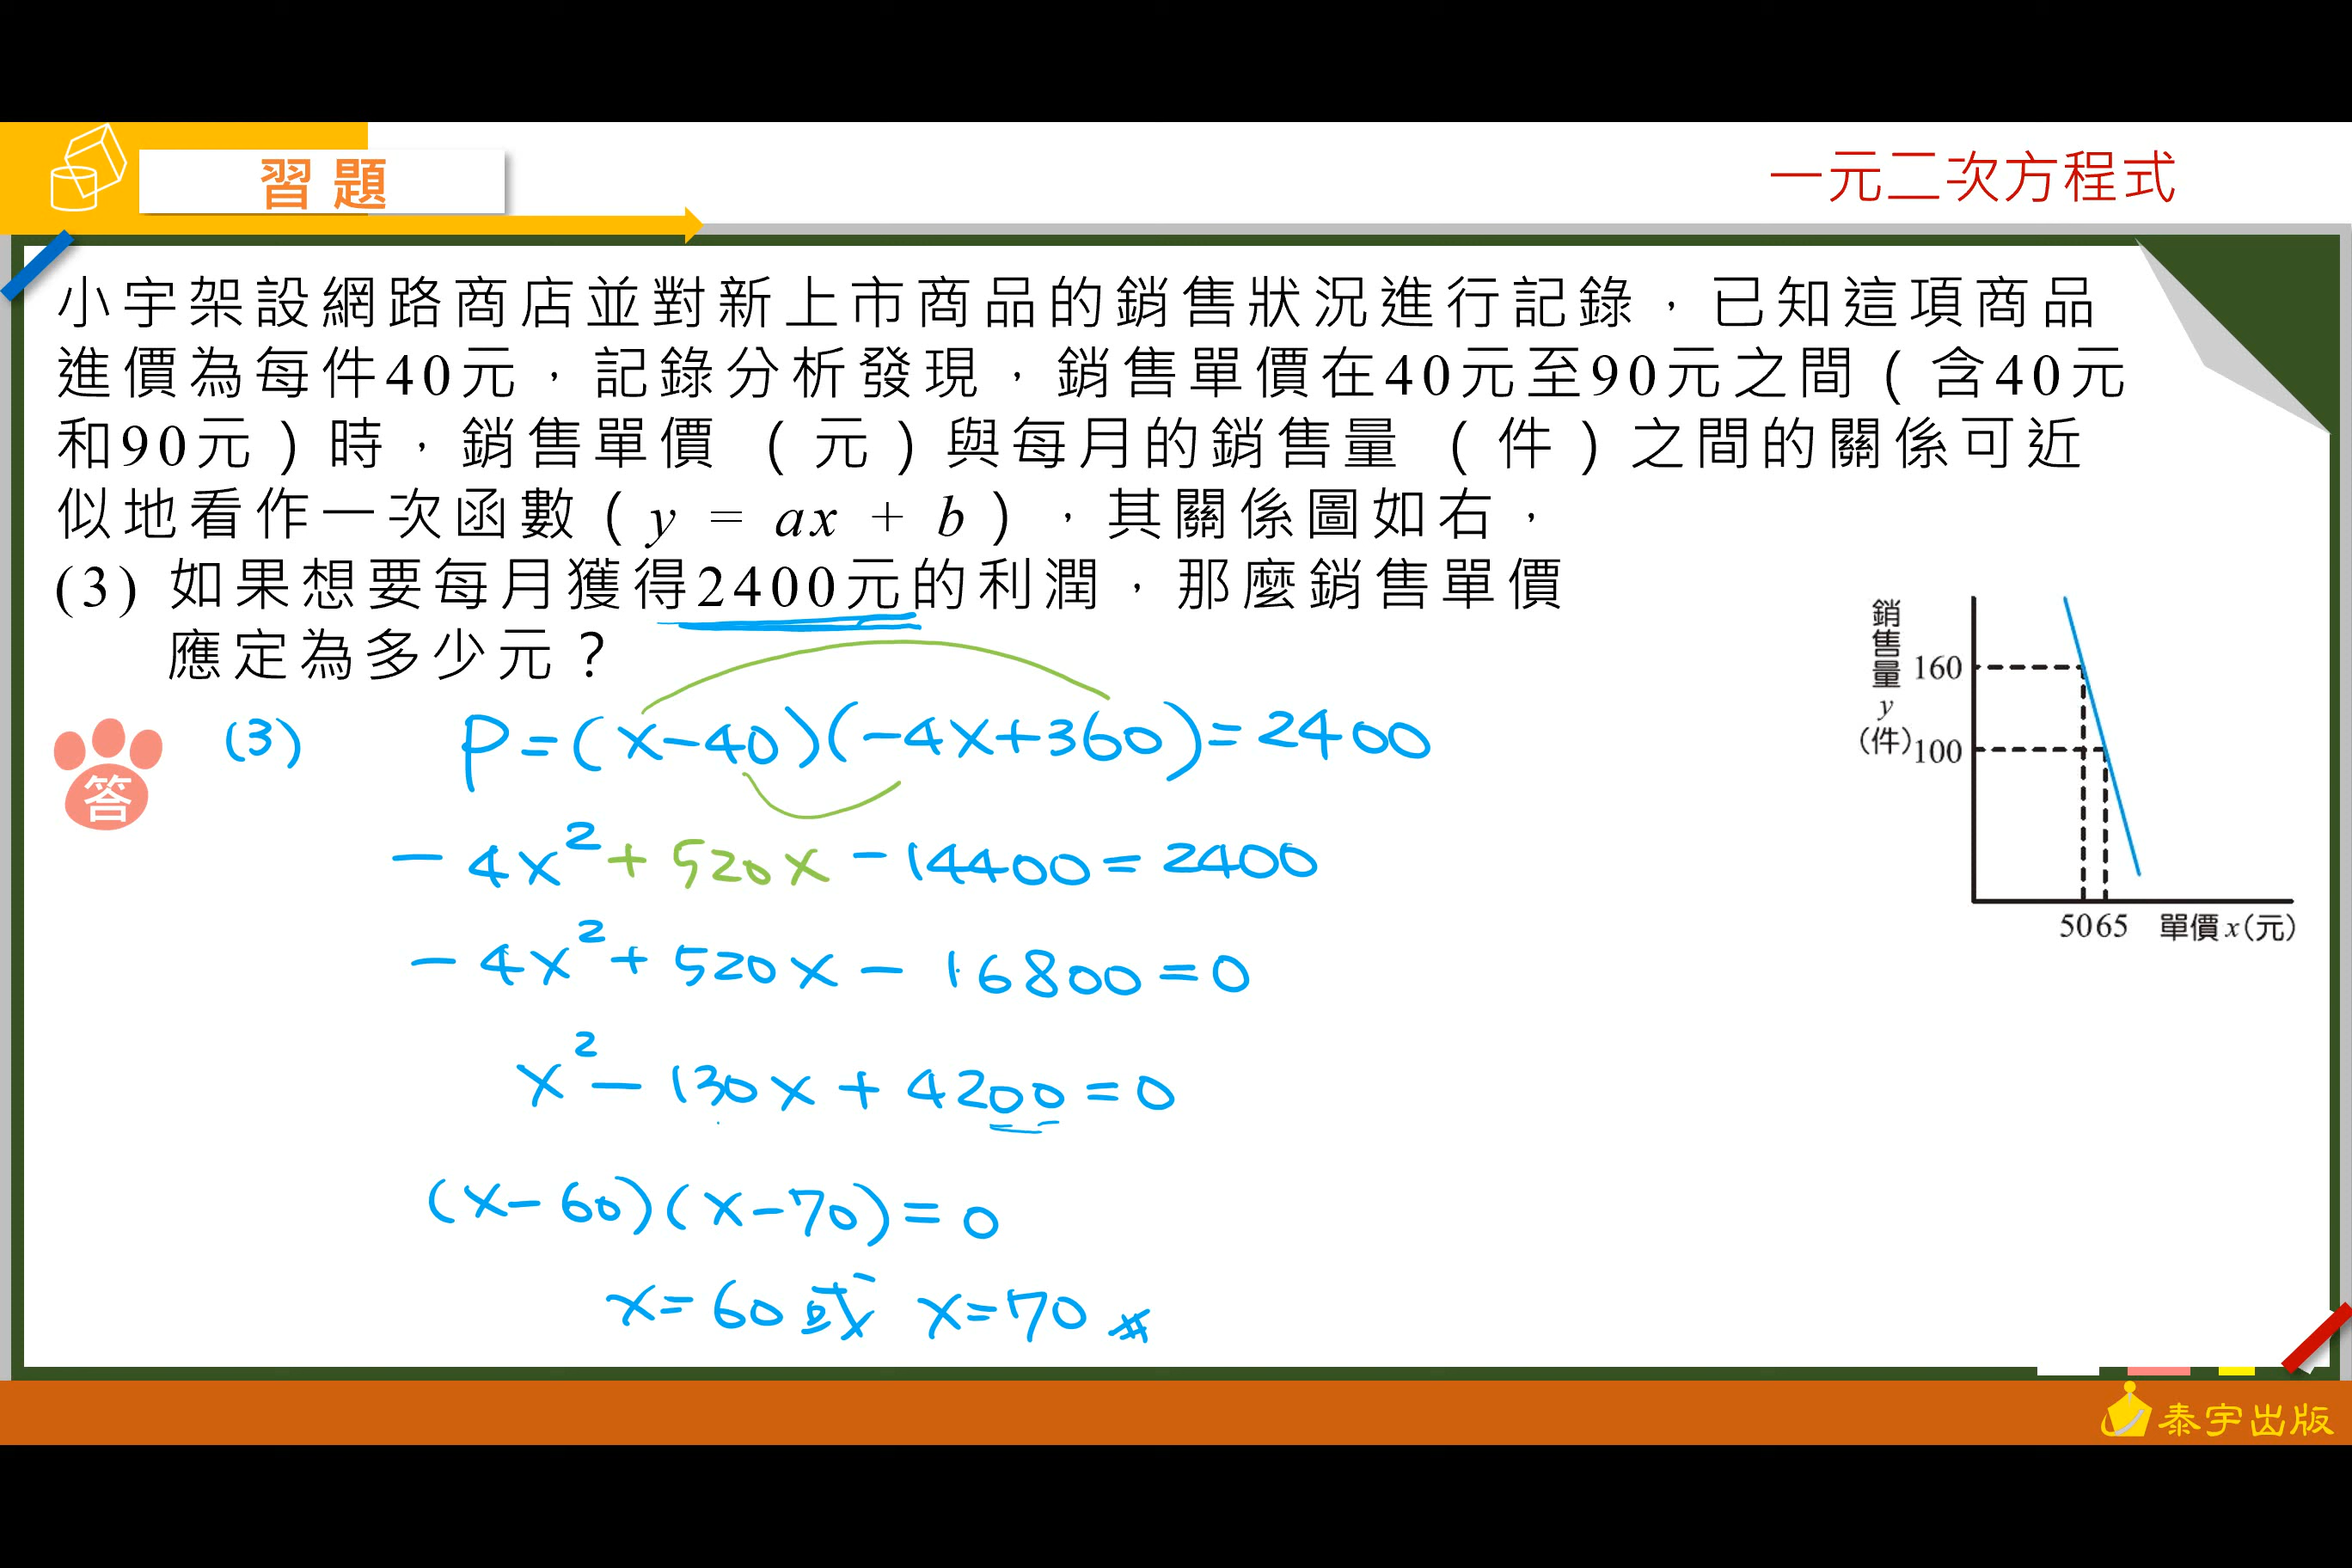 習題
一元二次方程式
小宇架設網路商店並對新上市商品的銷售狀況進行記錄，已知這項商品
進價為每件40元，記錄分析發現，銷售單價在40元至90元之間（含40元
和90元）時，銷售單價 （元）與每月的銷售量 （件）之間的關係可近
似地看作一次函數（y = ax + b），其關係圖如右，
(3) 如果想要每月獲得2400元的利潤，那麼銷售單價
應定為多少元？
銷售量 y (件)
160
100
50 65 單價 x (元)
答
(3) P=(x-40)(-4x+360)=2400
-4x²+520x-14400=2400
-4x²+520x-16800=0
x²-130x+4200=0
(x-60)(x-70)=0
x=60或 x=70 #
泰宇出版